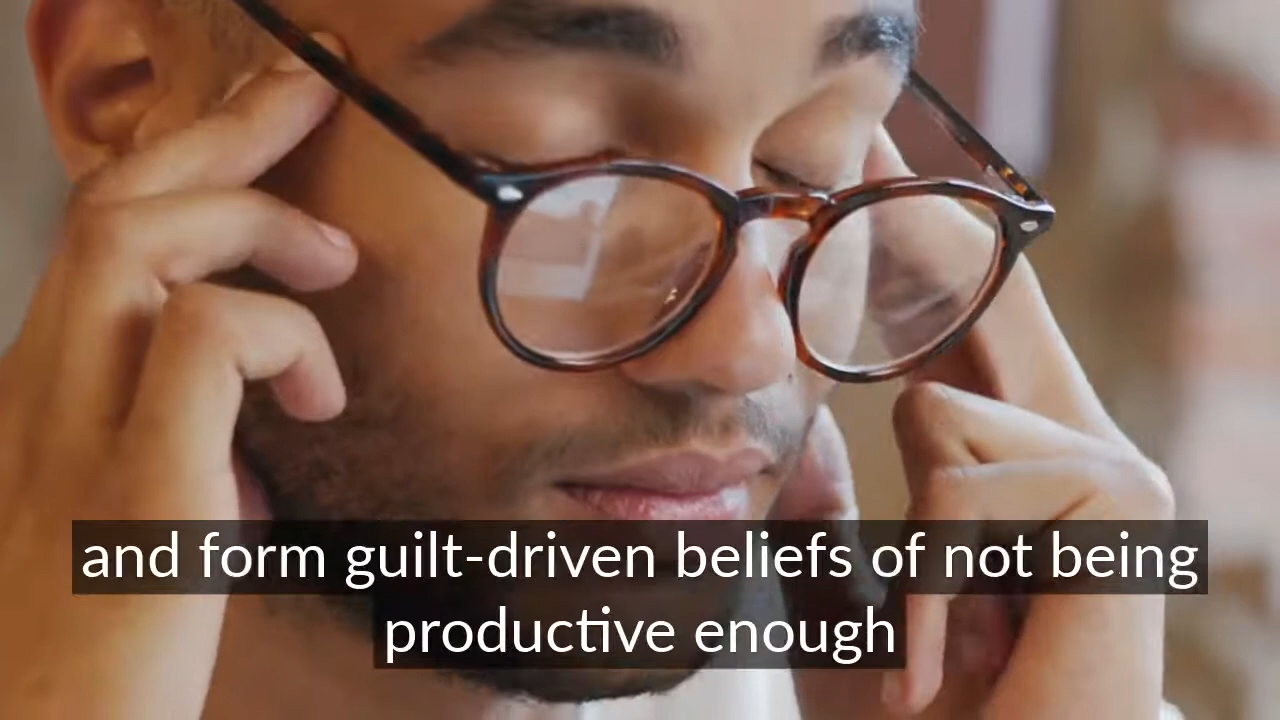 and form guilt-driven beliefs of not being
productive enough